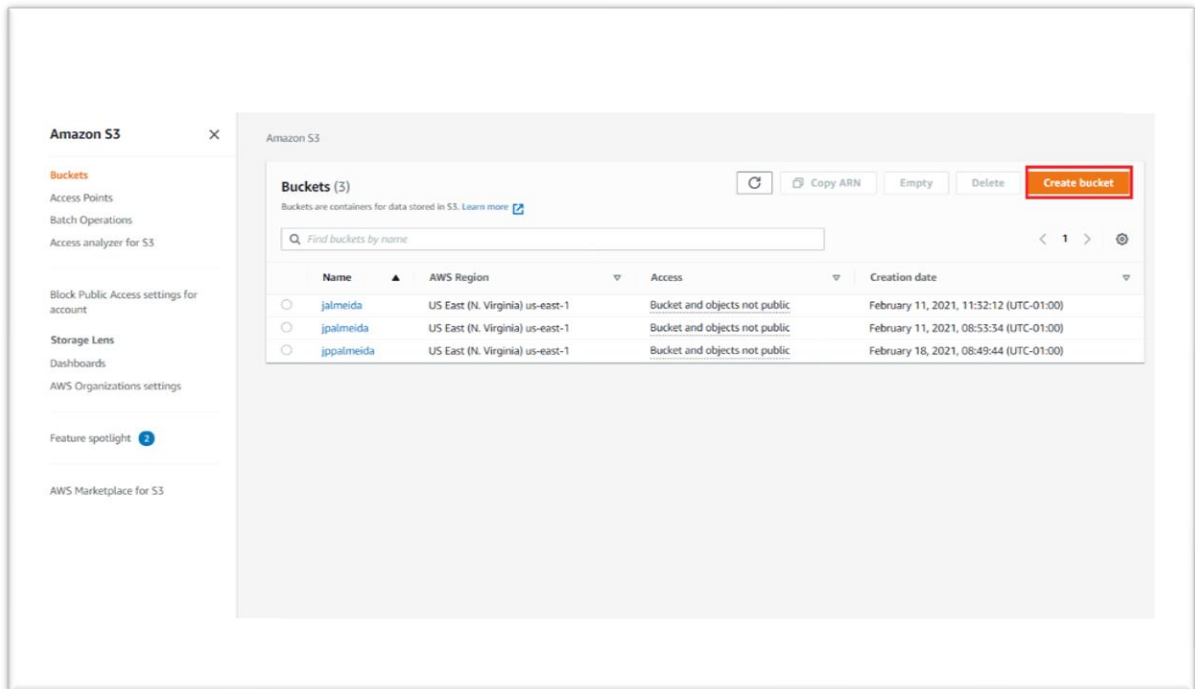 Amazon S3
Buckets
Access Points
Batch Operations
Access analyzer for S3
Block Public Access settings for
account
Storage Lens
Dashboards
AWS Organizations settings
Feature spotlight 2
AWS Marketplace for S3
Amazon S3
Buckets (3)
Copy ARN Empty Delete Create bucket
Buckets are containers for data stored in S3. Learn more
Find buckets by name
1
Name AWS Region Access Creation date
jalmeida US East (N. Virginia) us-east-1 Bucket and objects not public February 11, 2021, 11:52:12 (UTC-01:00)
jpalmeida US East (N. Virginia) us-east-1 Bucket and objects not public February 11, 2021, 08:53:34 (UTC-01:00)
jppalmeida US East (N. Virginia) us-east-1 Bucket and objects not public February 18, 2021, 08:49:44 (UTC-01:00)